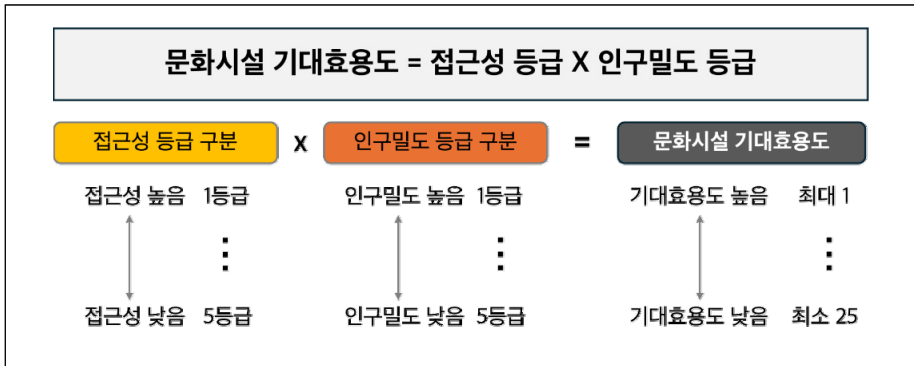 문화시설 기대효용도 = 접근성 등급 X 인구밀도 등급
접근성 등급 구분 X 인구밀도 등급 구분 = 문화시설 기대효용도
접근성 높음 1등급 인구밀도 높음 1등급 기대효용도 높음 최대 1
⋮ ⋮ ⋮
접근성 낮음 5등급 인구밀도 낮음 5등급 기대효용도 낮음 최소 25